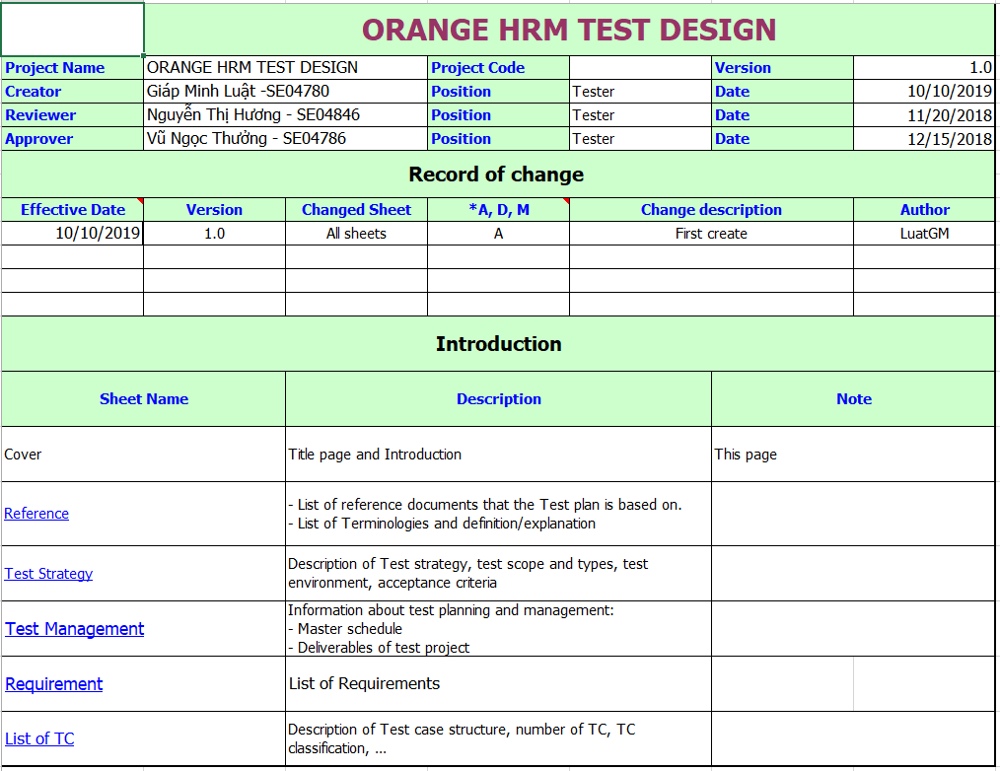 ORANGE HRM TEST DESIGN
Project Name ORANGE HRM TEST DESIGN Project Code Version 1.0
Creator Giáp Minh Luật -SE04780 Position Tester Date 10/10/2019
Reviewer Nguyễn Thị Hương - SE04846 Position Tester Date 11/20/2018
Approver Vũ Ngọc Thưởng - SE04786 Position Tester Date 12/15/2018
Record of change
Effective Date Version Changed Sheet *A, D, M Change description Author
10/10/2019 1.0 All sheets A First create LuatGM
Introduction
Sheet Name Description Note
Cover Title page and Introduction This page
Reference - List of reference documents that the Test plan is based on.
- List of Terminologies and definition/explanation
Test Strategy Description of Test strategy, test scope and types, test
environment, acceptance criteria
Test Management Information about test planning and management:
- Master schedule
- Deliverables of test project
Requirement List of Requirements
List of TC Description of Test case structure, number of TC, TC
classification, ...